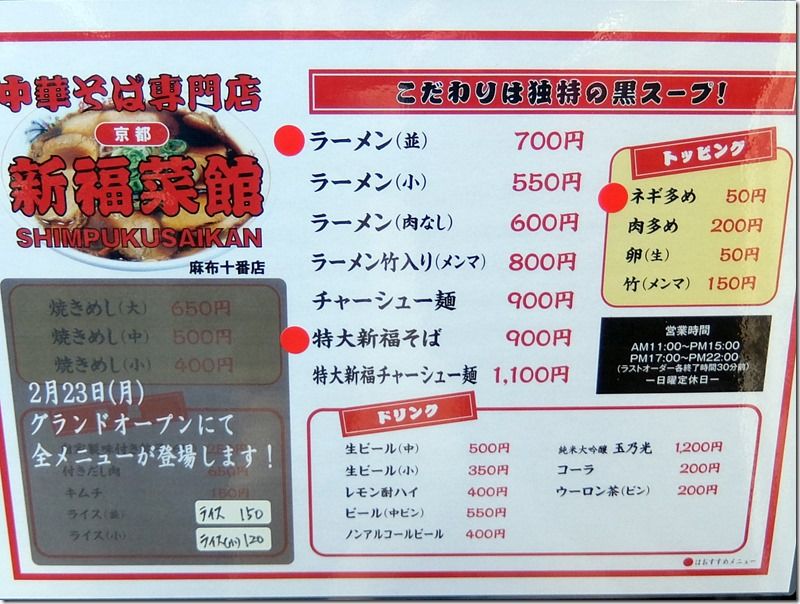 中華そば専門店
京都
新福菜館
SHIMPUKUSAIKAN
麻布十番店
焼きめし(大) 650円
焼きめし(中) 500円
焼きめし(小) 400円
2月23日(月)
グランドオープンにて
全メニューが登場します!
付きだし肉 650円
キムチ 150円
ライス(並) ライス 150
ライス(小) ライス(小) 120
こだわりは独特の黒スープ!
ラーメン(並) 700円
ラーメン(小) 550円
ラーメン(肉なし) 600円
ラーメン竹入り(メンマ) 800円
チャーシュー麺 900円
特大新福そば 900円
特大新福チャーシュー麺 1,100円
トッピング
ネギ多め 50円
肉多め 200円
卵(生) 50円
竹(メンマ) 150円
営業時間
AM11:00~PM15:00
PM17:00~PM22:00
(ラストオーダー各終了時間30分前)
ー日曜定休日ー
ドリンク
生ビール(中) 500円
生ビール(小) 350円
レモン酎ハイ 400円
ビール(中ビン) 550円
ノンアルコールビール 400円
純米大吟醸 玉乃光 1,200円
コーラ 200円
ウーロン茶(ビン) 200円
●はおすすめメニュー